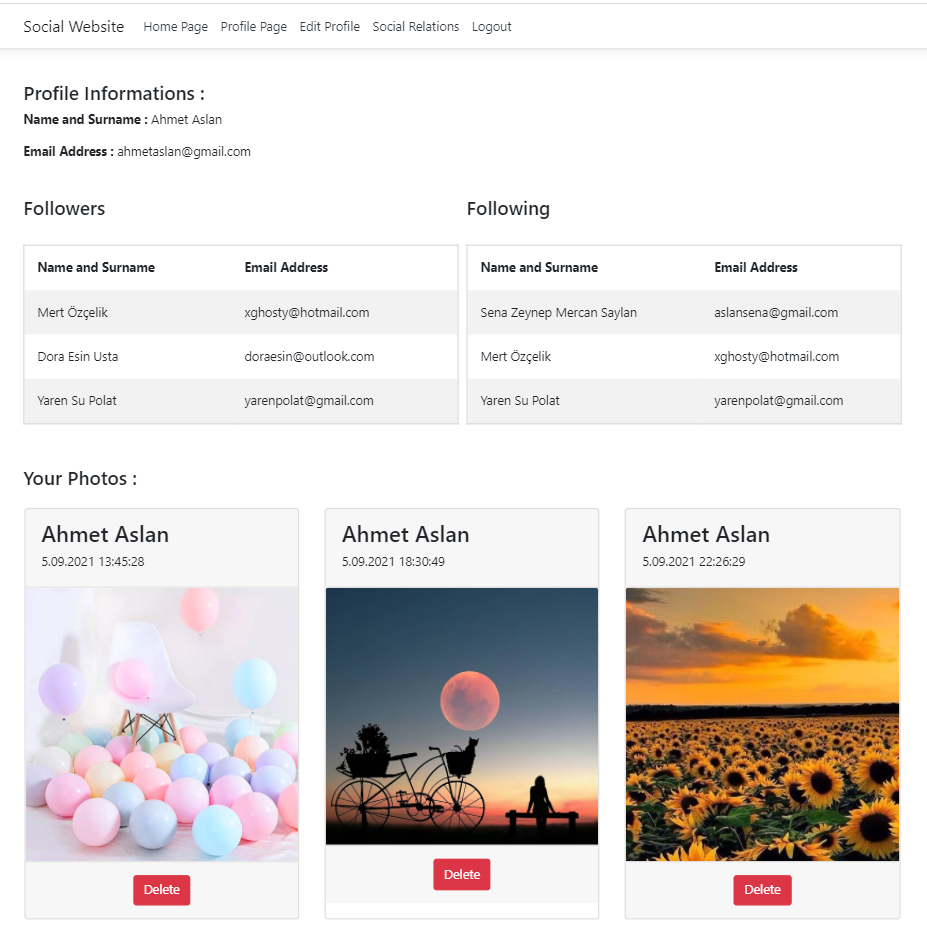 Social Website Home Page Profile Page Edit Profile Social Relations Logout
Profile Informations :
Name and Surname : Ahmet Aslan
Email Address : ahmetaslan@gmail.com
Followers
Name and Surname Email Address
Mert Özçelik xghosty@hotmail.com
Dora Esin Usta doraesin@outlook.com
Yaren Su Polat yarenpolat@gmail.com
Following
Name and Surname Email Address
Sena Zeynep Mercan Saylan aslansena@gmail.com
Mert Özçelik xghosty@hotmail.com
Yaren Su Polat yarenpolat@gmail.com
Your Photos :
Ahmet Aslan
5.09.2021 13:45:28
Delete
Ahmet Aslan
5.09.2021 18:30:49
Delete
Ahmet Aslan
5.09.2021 22:26:29
Delete